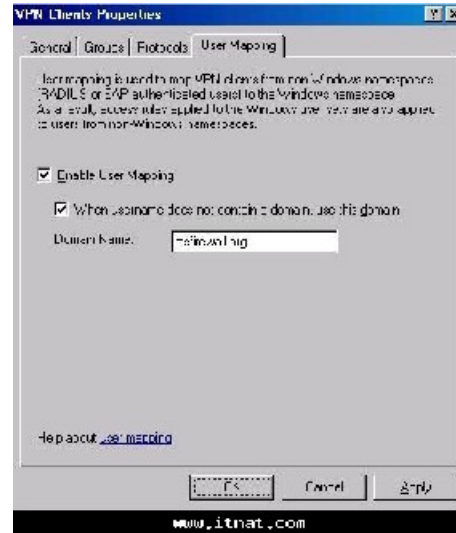 VPN Clients Properties
General Groups Protocols User Mapping
User mapping is used to map VPN clients from non-Windows namespaces
(RADIUS or EAP authenticated users) to the Windows namespace.
As a result, access rules applied to the Windows user sets are also applied
to users from non-Windows namespaces.
Enable User Mapping
When username does not contain a domain, use this domain
Domain Name:
Help about user mapping
OK Cancel Apply
www.itnat.com